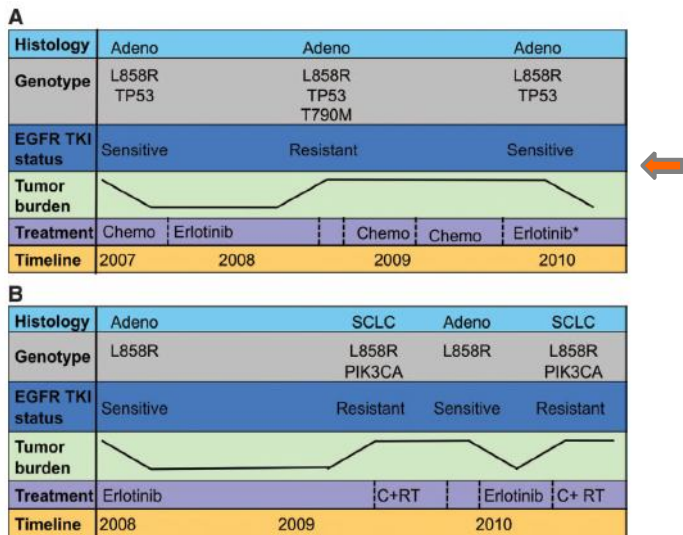 A
Histology Adeno Adeno Adeno
Genotype L858R L858R L858R
TP53 TP53 TP53
T790M
EGFR TKI
status Sensitive Resistant Sensitive
Tumor
burden
Treatment Chemo Erlotinib Chemo Chemo Erlotinib*
Timeline 2007 2008 2009 2010
B
Histology Adeno SCLC Adeno SCLC
Genotype L858R L858R L858R L858R
PIK3CA PIK3CA
EGFR TKI
status Sensitive Resistant Sensitive Resistant
Tumor
burden
Treatment Erlotinib C+RT Erlotinib C+ RT
Timeline 2008 2009 2010